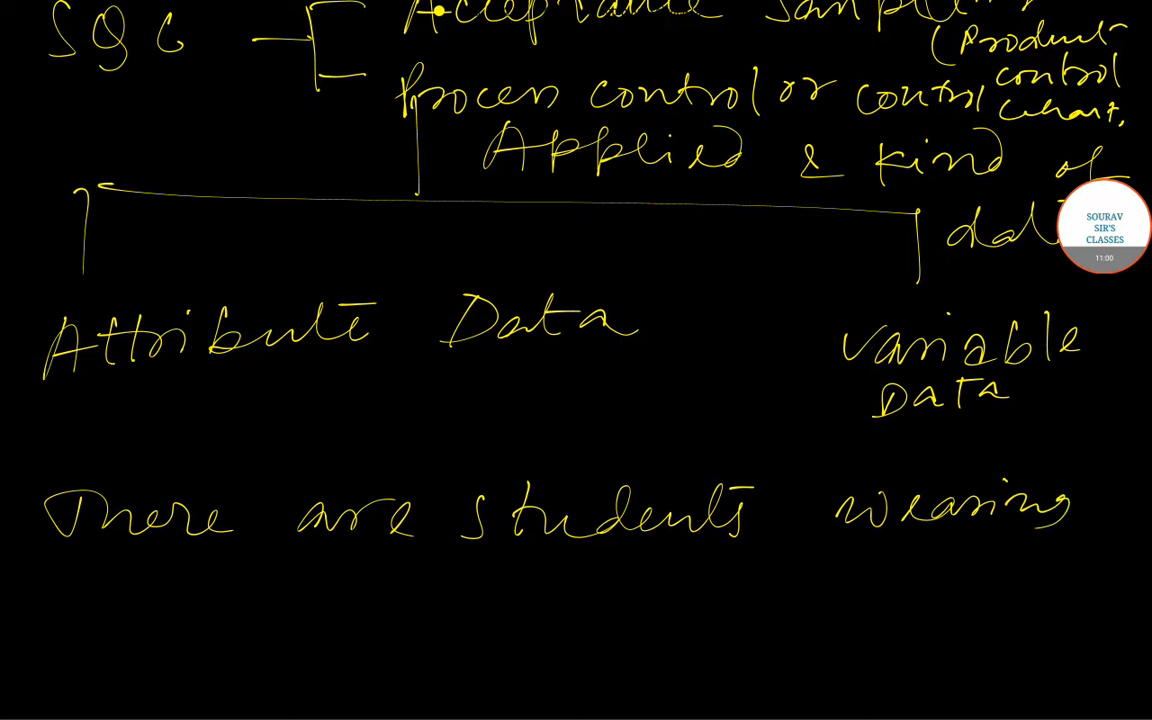 SQC Acceptance Sampling
(Product
control
Process control or control chart,
Applied 2 kind of
data
SOURAV
SIR'S
CLASSES
11:00
Attribute Data
Variable
DATA
There are students wearing